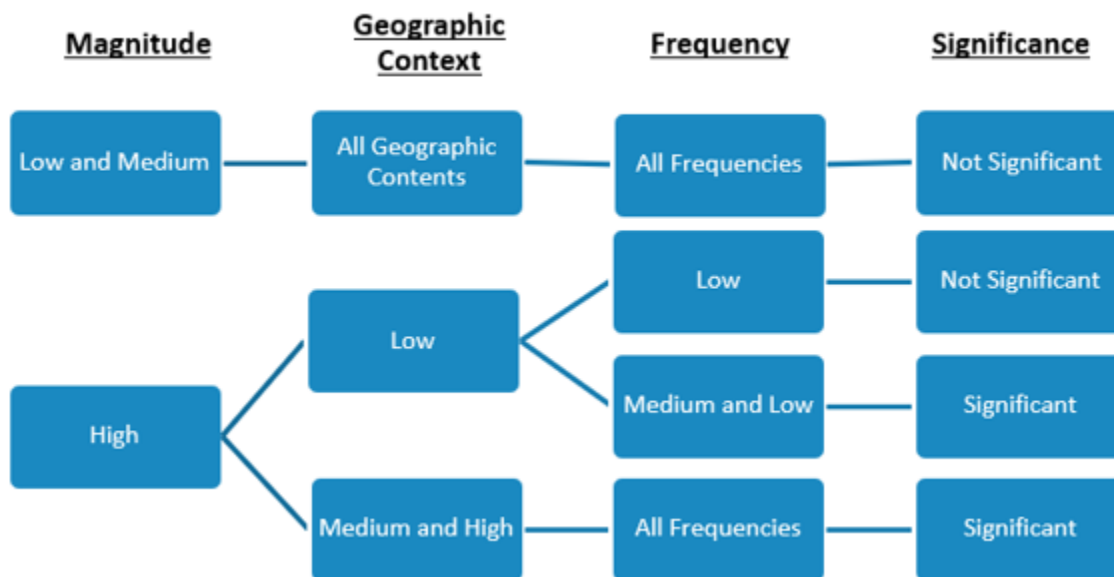 Magnitude
Geographic
Context
Frequency
Significance
Low and Medium
All Geographic
Contents
All Frequencies
Not Significant
Low
Not Significant
Low
Medium and Low
Significant
High
Medium and High
All Frequencies
Significant